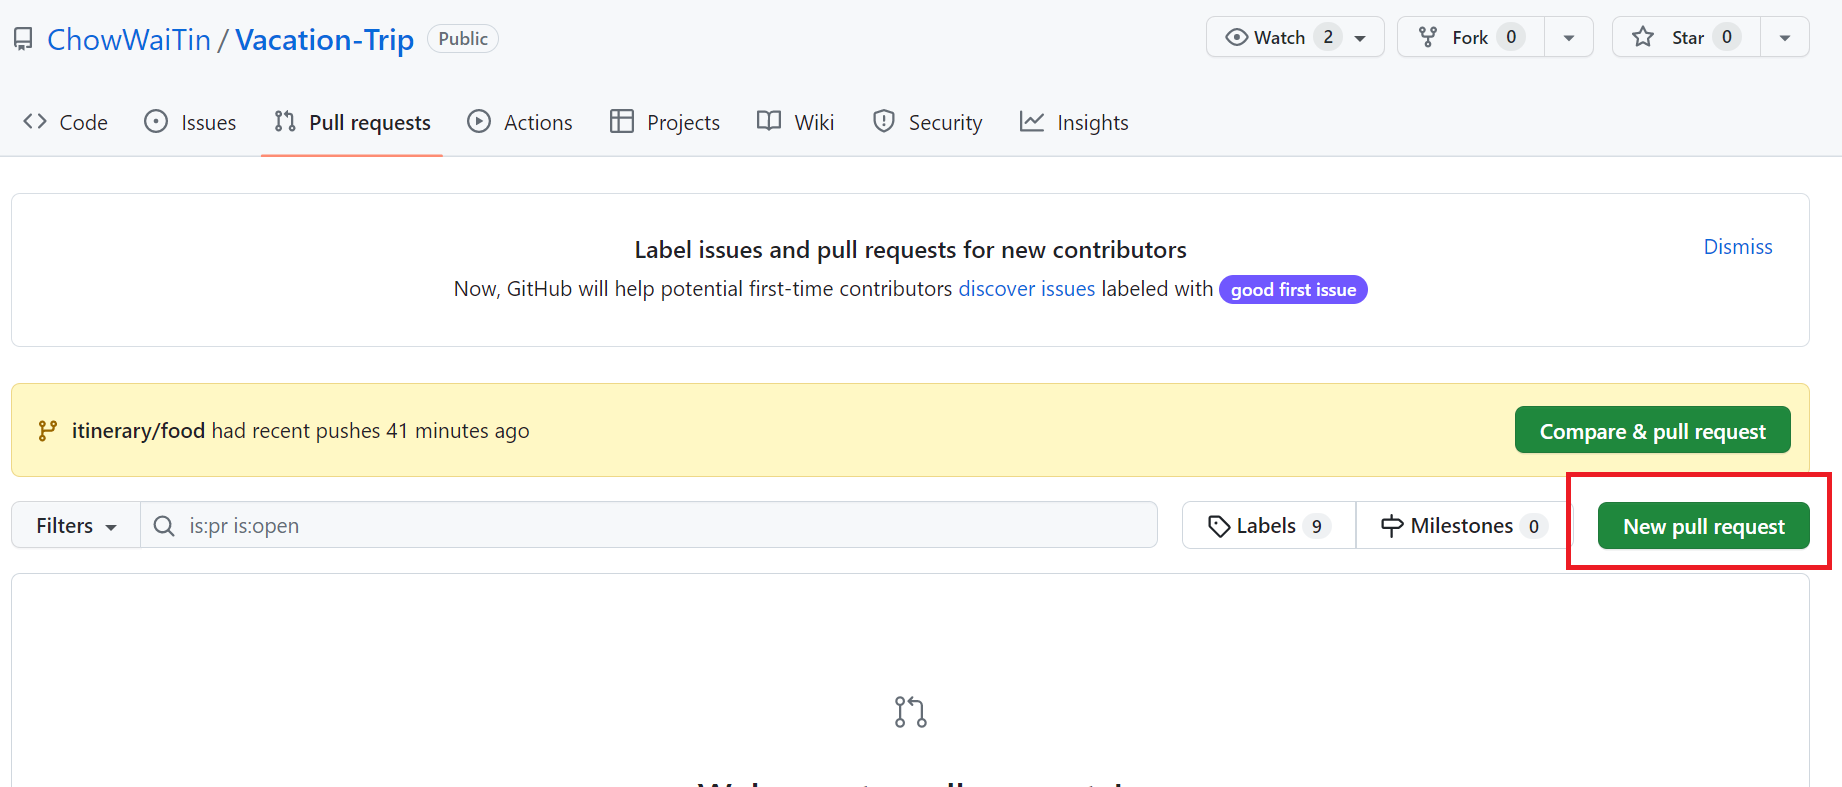 ChowWaiTin / Vacation-Trip Public Watch 2 Fork 0 Star 0
Code Issues Pull requests Actions Projects Wiki Security Insights
Label issues and pull requests for new contributors
Dismiss
Now, GitHub will help potential first-time contributors discover issues labeled with good first issue
itinerary/food had recent pushes 41 minutes ago Compare & pull request
Filters is:pr is:open Labels 9 Milestones 0 New pull request